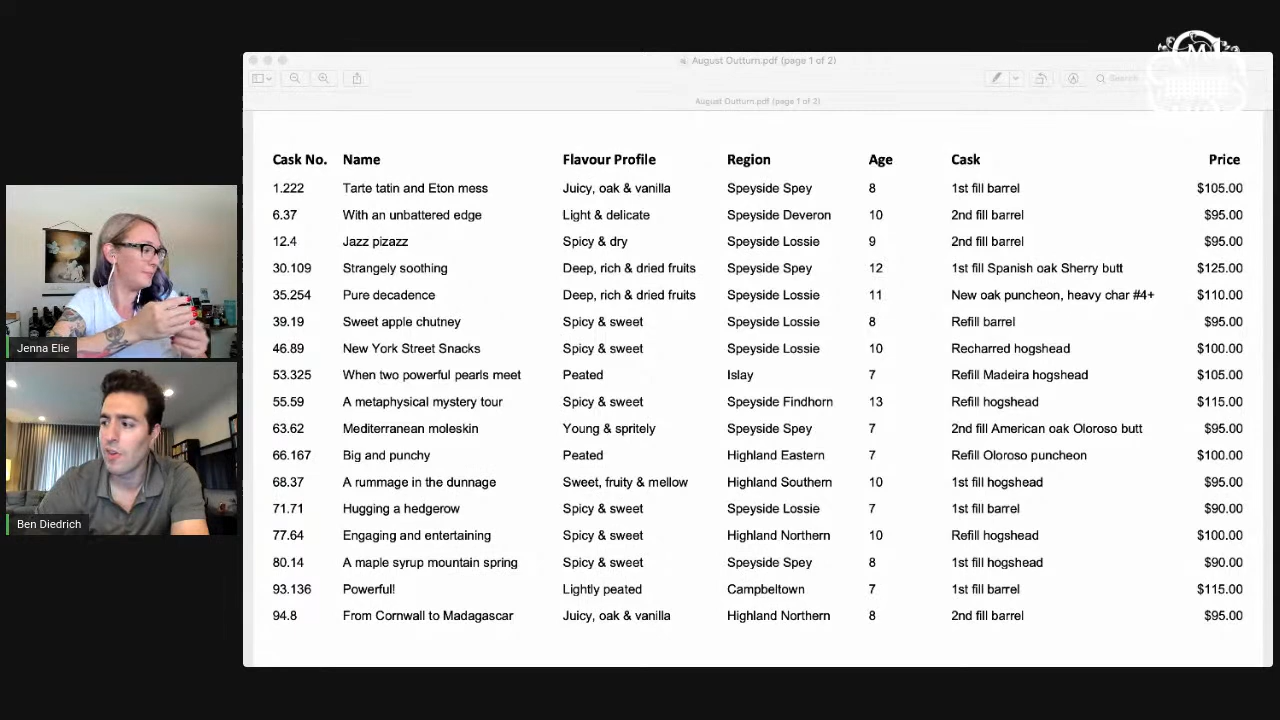 August Outturn.pdf (page 1 of 2)
Search
August Outturn.pdf (page 1 of 2)
Cask No. Name Flavour Profile Region Age Cask Price
1.222 Tarte tatin and Eton mess Juicy, oak & vanilla Speyside Spey 8 1st fill barrel $105.00
6.37 With an unbattered edge Light & delicate Speyside Deveron 10 2nd fill barrel $95.00
12.4 Jazz pizazz Spicy & dry Speyside Lossie 9 2nd fill barrel $95.00
30.109 Strangely soothing Deep, rich & dried fruits Speyside Spey 12 1st fill Spanish oak Sherry butt $125.00
35.254 Pure decadence Deep, rich & dried fruits Speyside Lossie 11 New oak puncheon, heavy char #4+ $110.00
39.19 Sweet apple chutney Spicy & sweet Speyside Lossie 8 Refill barrel $95.00
46.89 New York Street Snacks Spicy & sweet Speyside Lossie 10 Recharred hogshead $100.00
53.325 When two powerful pearls meet Peated Islay 7 Refill Madeira hogshead $105.00
55.59 A metaphysical mystery tour Spicy & sweet Speyside Findhorn 13 Refill hogshead $115.00
63.62 Mediterranean moleskin Young & spritely Speyside Spey 7 2nd fill American oak Oloroso butt $95.00
66.167 Big and punchy Peated Highland Eastern 7 Refill Oloroso puncheon $100.00
68.37 A rummage in the dunnage Sweet, fruity & mellow Highland Southern 10 1st fill hogshead $95.00
71.71 Hugging a hedgerow Spicy & sweet Speyside Lossie 7 1st fill barrel $90.00
77.64 Engaging and entertaining Spicy & sweet Highland Northern 10 Refill hogshead $100.00
80.14 A maple syrup mountain spring Spicy & sweet Speyside Spey 8 1st fill hogshead $90.00
93.136 Powerful! Lightly peated Campbeltown 7 1st fill barrel $115.00
94.8 From Cornwall to Madagascar Juicy, oak & vanilla Highland Northern 8 2nd fill barrel $95.00
Jenna Elie
Ben Diedrich